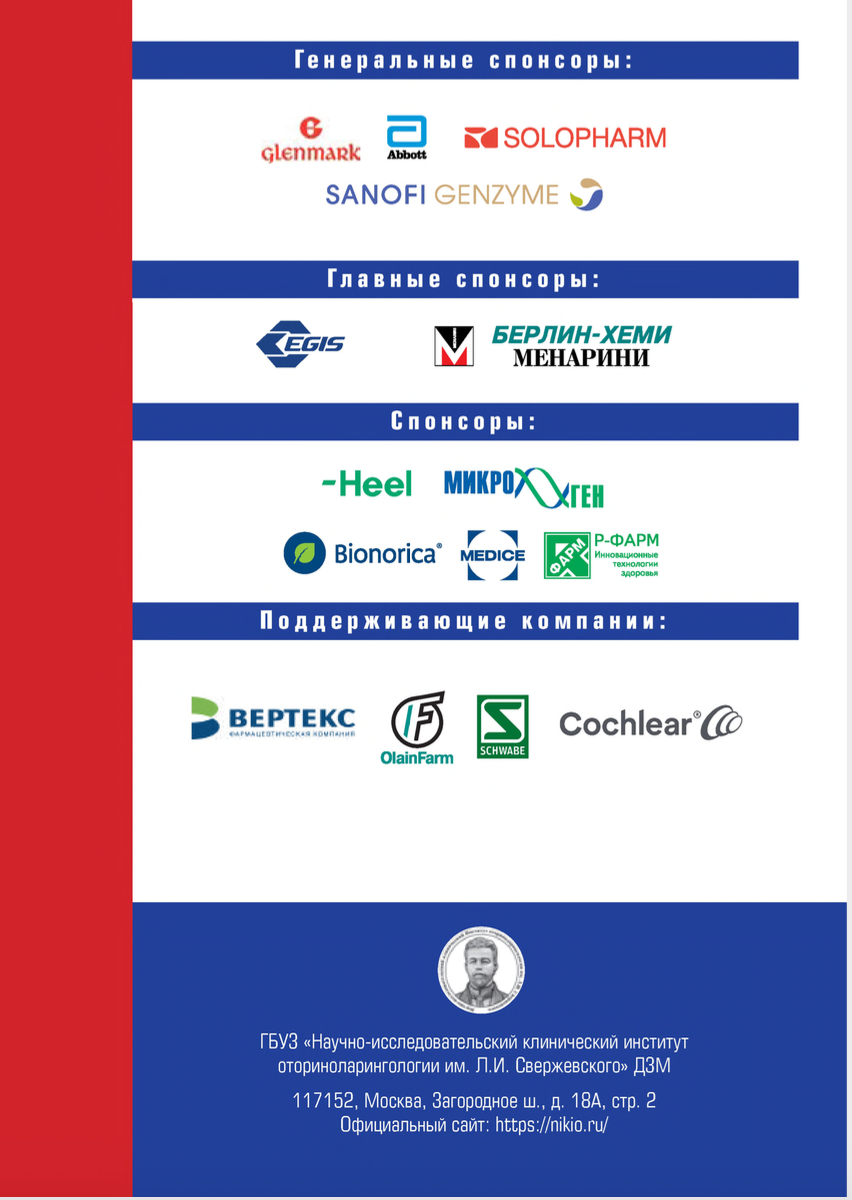 Генеральные спонсоры:
Glenmark
Abbott
SOLOPHARM
SANOFI GENZYME
Главные спонсоры:
EGIS
БЕРЛИН-ХЕМИ
МЕНАРИНИ
Спонсоры:
Heel
МИКРОГЕН
Bionorica®
MEDICE
ФАРМ
Р-ФАРМ
Инновационные
технологии
здоровья
Поддерживающие компании:
ВЕРТЕКС
ФАРМАЦЕВТИЧЕСКАЯ КОМПАНИЯ
OlainFarm
SCHWABE
Cochlear®
ГБУЗ «Научно-исследовательский клинический институт
оториноларингологии им. Л.И. Свержевского» ДЗМ
117152, Москва, Загородное ш., д. 18А, стр. 2
Официальный сайт: https://nikio.ru/